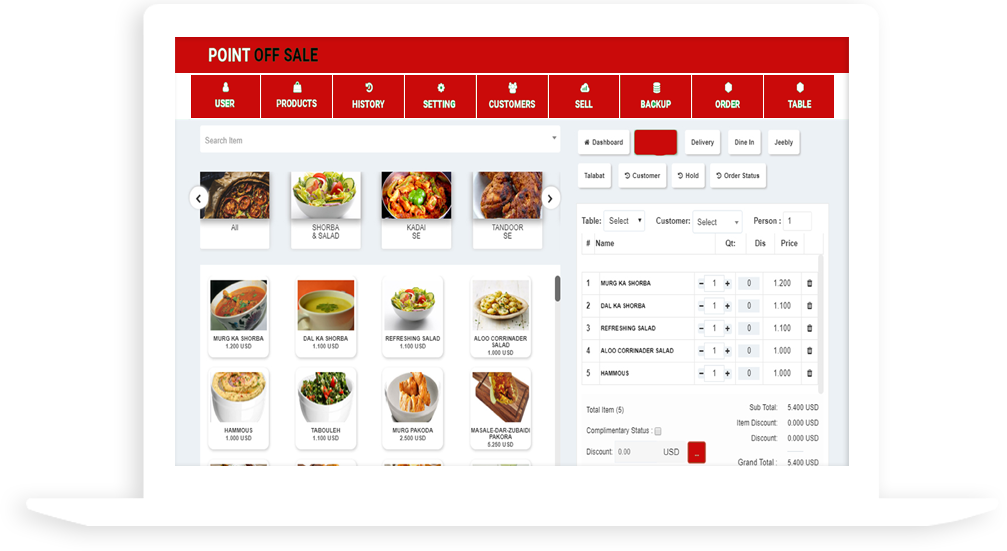 POINT OFF SALE
USER
PRODUCTS
HISTORY
SETTING
CUSTOMERS
SELL
BACKUP
ORDER
TABLE
Search Item
Dashboard
Delivery
Dine In
Jeebly
Talabat
Customer
Hold
Order Status
All
SHORBA
& SALAD
KADAI
SE
TANDOOR
SE
MURG KA SHORBA
1.200 USD
DAL KA SHORBA
1.100 USD
REFRESHING SALAD
1.100 USD
ALOO CORRINADER
SALAD
1.000 USD
HAMMOUS
1.000 USD
TABOULEH
1.100 USD
MURG PAKODA
2.500 USD
MASALE-DAR-ZUBAIDI
PAKORA
5.250 USD
Table: Select Customer: Select Person : 1
# Name Qt: Dis Price
1 MURG KA SHORBA - 1 + 0 1.200
2 DAL KA SHORBA - 1 + 0 1.100
3 REFRESHING SALAD - 1 + 0 1.100
4 ALOO CORRINADER SALAD - 1 + 0 1.000
5 HAMMOUS - 1 + 0 1.000
Total Item (5)
Complimentary Status :
Discount: 0.00 USD ...
Sub Total: 5.400 USD
Item Discount: 0.000 USD
Discount: 0.000 USD
Grand Total : 5.400 USD